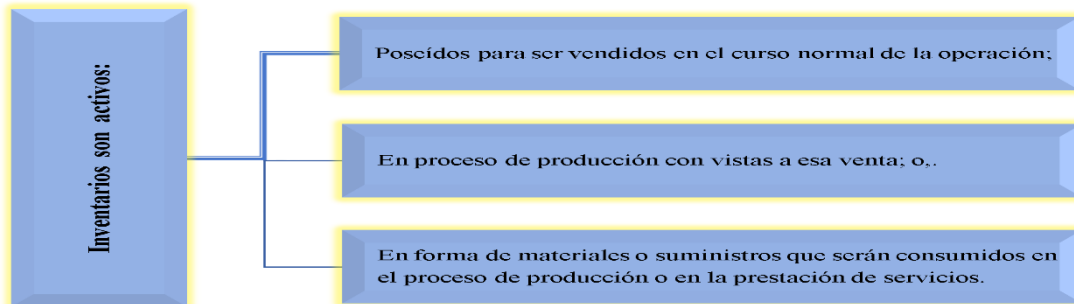 Inventarios son activos:
Poseídos para ser vendidos en el curso normal de la operación;
En proceso de producción con vistas a esa venta; o,.
En forma de materiales o suministros que serán consumidos en
el proceso de producción o en la prestación de servicios.